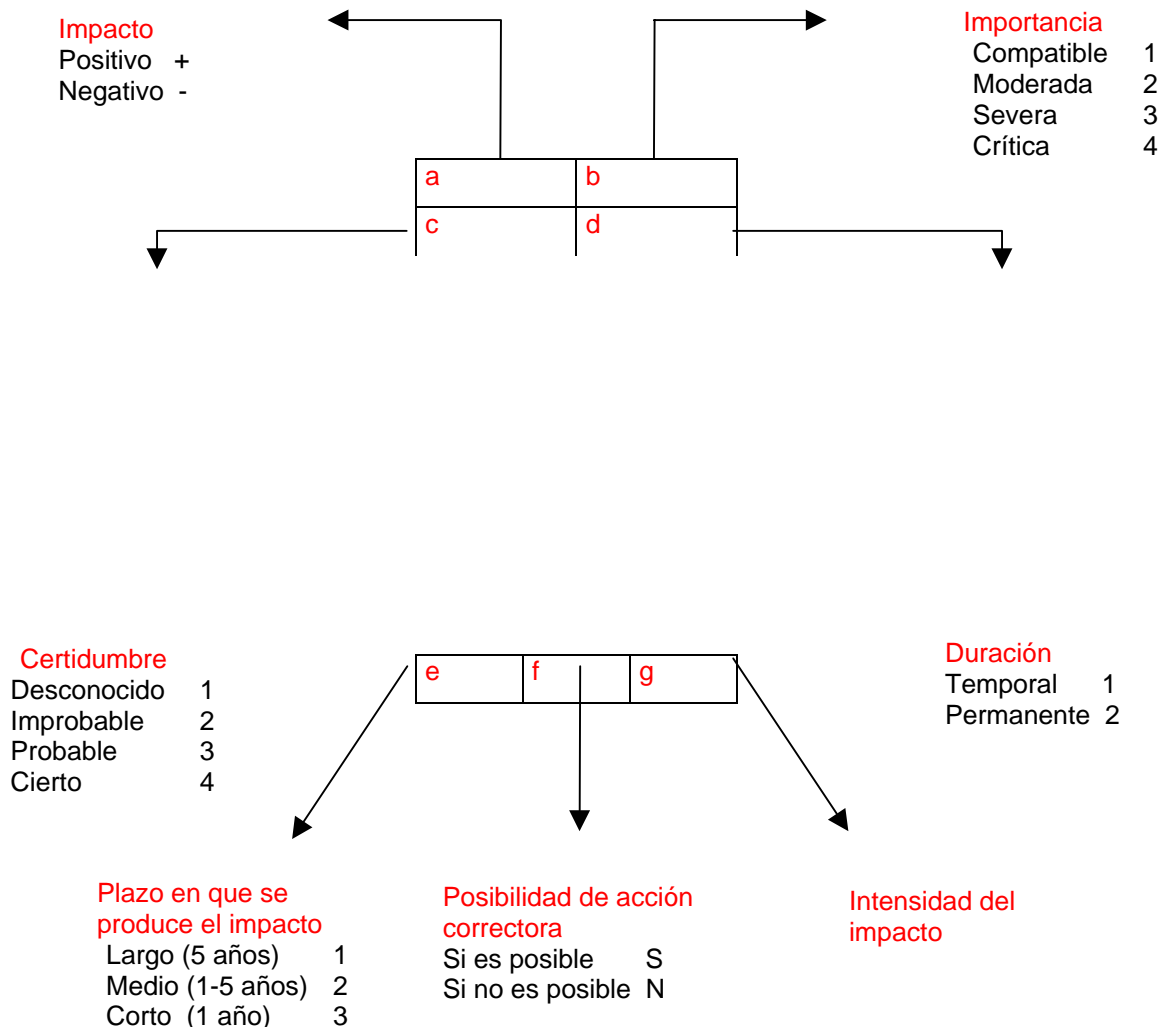 Impacto
Positivo +
Negativo -
Importancia
Compatible 1
Moderada 2
Severa 3
Crítica 4
a b
c d
Certidumbre
Desconocido 1
Improbable 2
Probable 3
Cierto 4
e f g
Duración
Temporal 1
Permanente 2
Plazo en que se
produce el impacto
Largo (5 años) 1
Medio (1-5 años) 2
Corto (1 año) 3
Posibilidad de acción
correctora
Si es posible S
Si no es posible N
Intensidad del
impacto